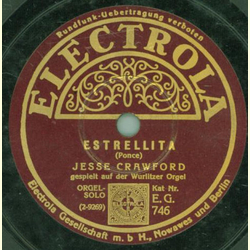 Rundfunk-Uebertragung verboten
ELECTROLA
ESTRELLITA
(Ponce)
JESSE CRAWFORD
gespielt auf der Wurlitzer Orgel
ORGEL-SOLO
(2-9269)
ELECTROLA
Kat Nr.
E.G.
746
Electrola Gesellschaft m. b H., Nowawes und Berlin